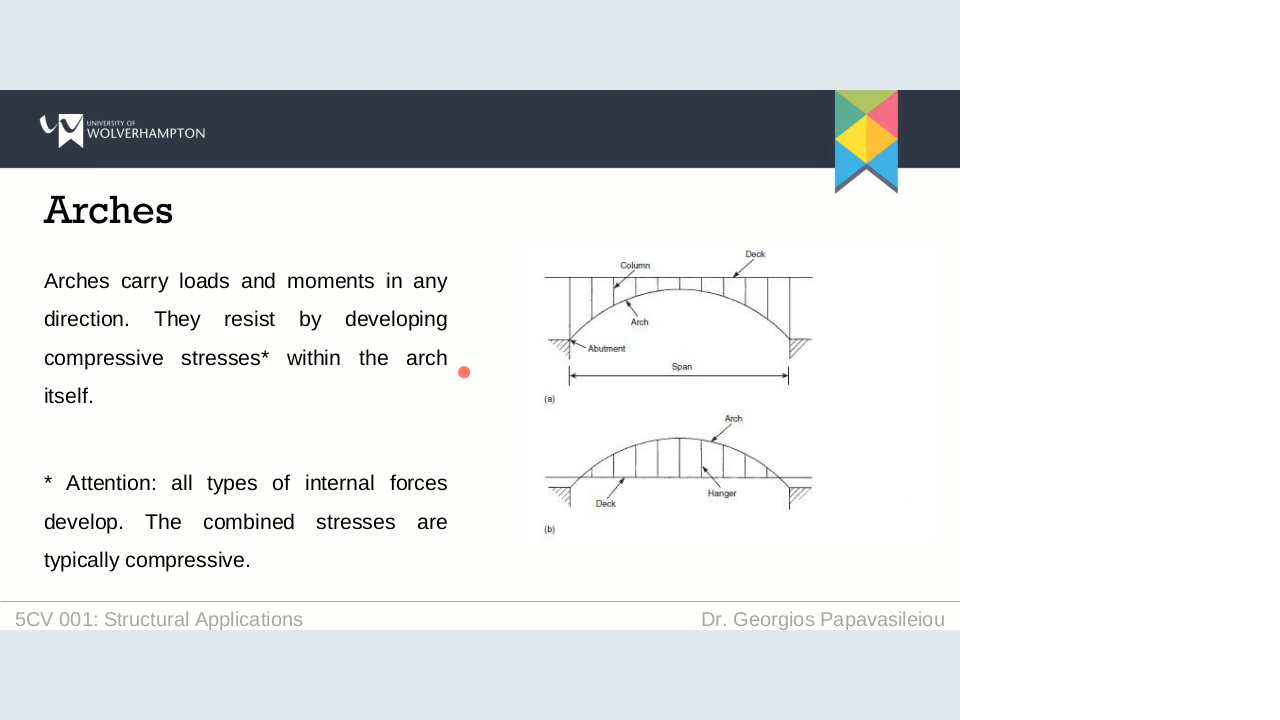 UNIVERSITY OF
WOLVERHAMPTON
Arches
Arches carry loads and moments in any
direction. They resist by developing
compressive stresses* within the arch
itself.
* Attention: all types of internal forces
develop. The combined stresses are
typically compressive.
Deck
Column
Arch
Abutment
Span
(a)
Arch
Hanger
Deck
(b)
5CV 001: Structural Applications
Dr. Georgios Papavasileiou